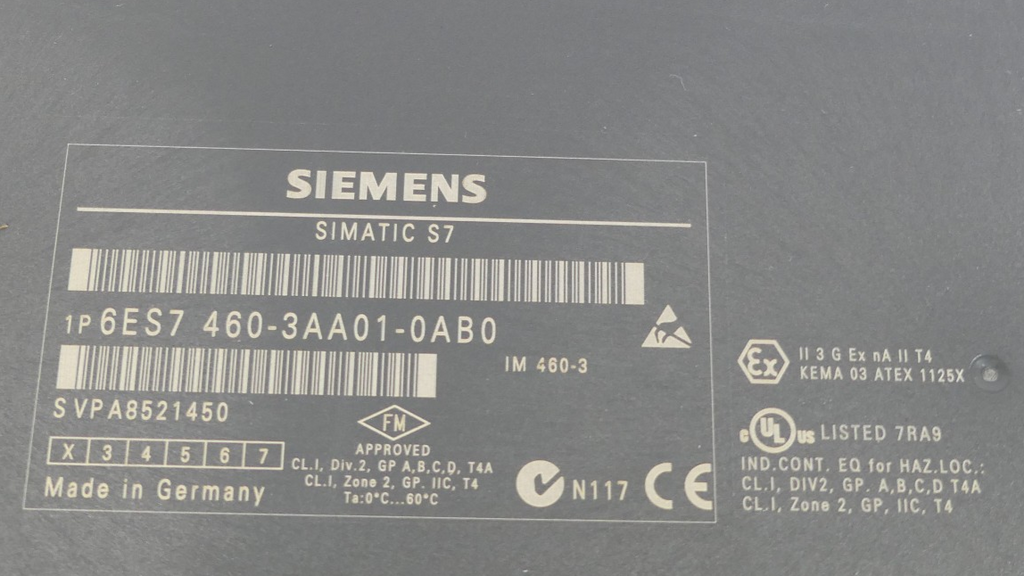 SIEMENS
SIMATIC S7
1P 6ES7 460-3AA01-0AB0
IM 460-3
S VPA8521450
FM
APPROVED
CL.I, Div.2, GP A,B,C,D, T4A
CL.I, Zone 2, GP. IIC, T4
Ta:0°C...60°C
X 3 4 5 6 7
Made in Germany
N117 CE
Ex II 3 G Ex nA II T4
KEMA 03 ATEX 1125X
c UL us LISTED 7RA9
IND.CONT. EQ for HAZ.LOC.:
CL.I, DIV2, GP. A,B,C,D T4A
CL.I, Zone 2, GP, IIC, T4